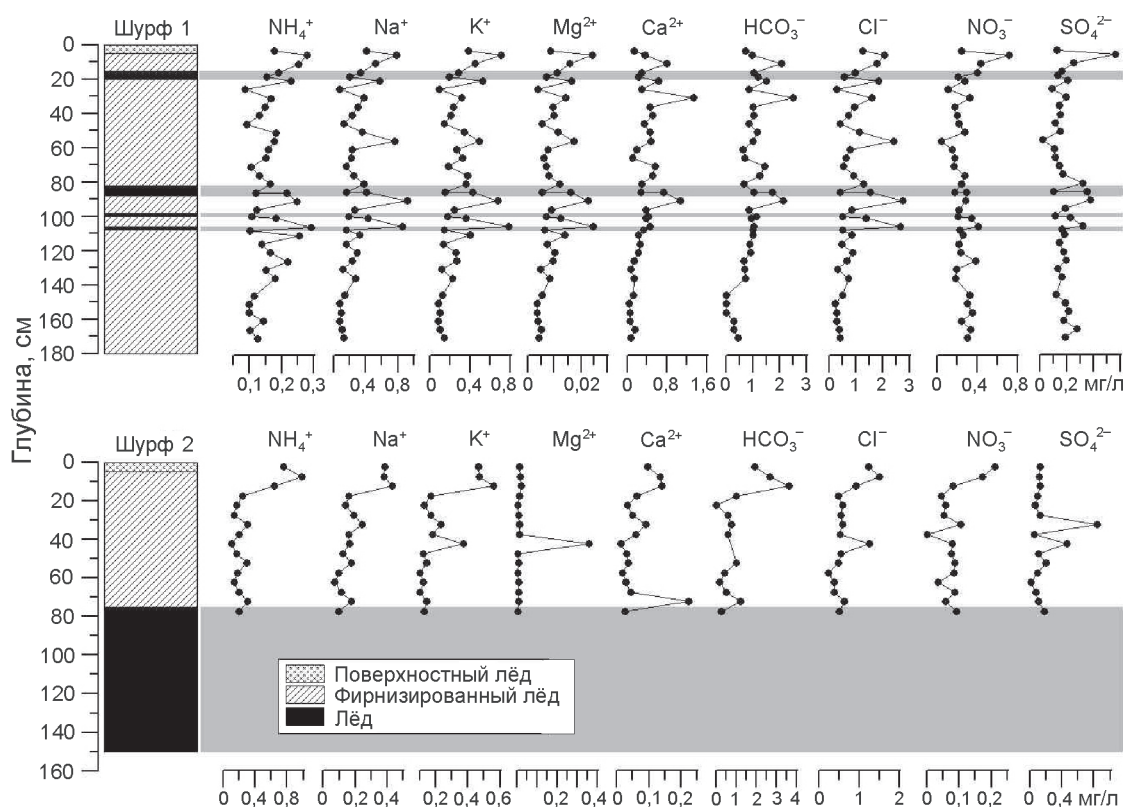 Шурф 1 NH₄⁺ Na⁺ K⁺ Mg²⁺ Ca²⁺ HCO₃⁻ Cl⁻ NO₃⁻ SO₄²⁻
0
20
40
60
80
100
120
140
160
180
0,1 0,2 0,3 0 0,4 0,8 0 0,4 0,8 0 0,02 0 0,8 1,6 0 1 2 3 0 1 2 3 0 0,4 0,8 0 0,2 мг/л
Глубина, см
Шурф 2 NH₄⁺ Na⁺ K⁺ Mg²⁺ Ca²⁺ HCO₃⁻ Cl⁻ NO₃⁻ SO₄²⁻
0
20
40
60
80
100
120
140
160
Поверхностный лёд
Фирнизированный лёд
Лёд
0 0,4 0,8 0 0,4 0,2 0,6 0,2 0,4 0 0,1 0,2 0 1 2 3 4 0 1 2 0 0,1 0,2 0 0,4 мг/л